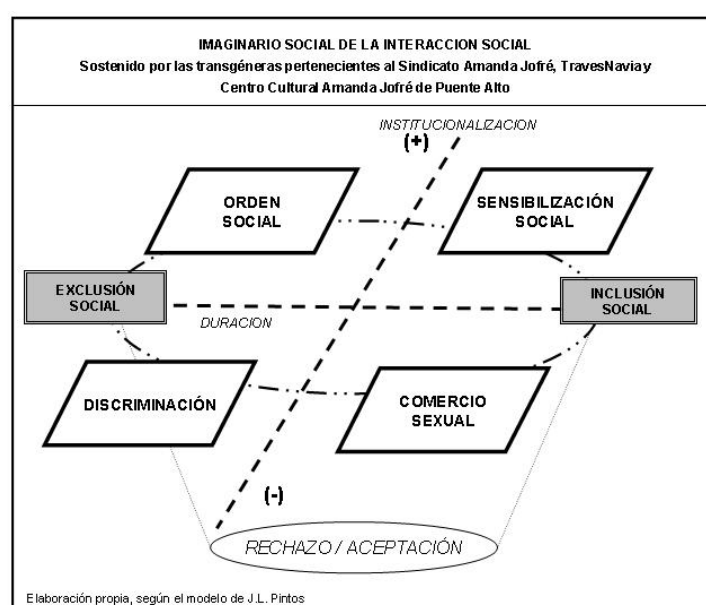 IMAGINARIO SOCIAL DE LA INTERACCION SOCIAL
Sostenido por las transgéneras pertenecientes al Sindicato Amanda Jofré, TravesNavia y
Centro Cultural Amanda Jofré de Puente Alto
INSTITUCIONALIZACION
(+)
ORDEN
SOCIAL
SENSIBILIZACIÓN
SOCIAL
EXCLUSIÓN
SOCIAL
INCLUSIÓN
SOCIAL
DURACION
DISCRIMINACIÓN
COMERCIO
SEXUAL
(-)
RECHAZO / ACEPTACIÓN
Elaboración propia, según el modelo de J.L. Pintos